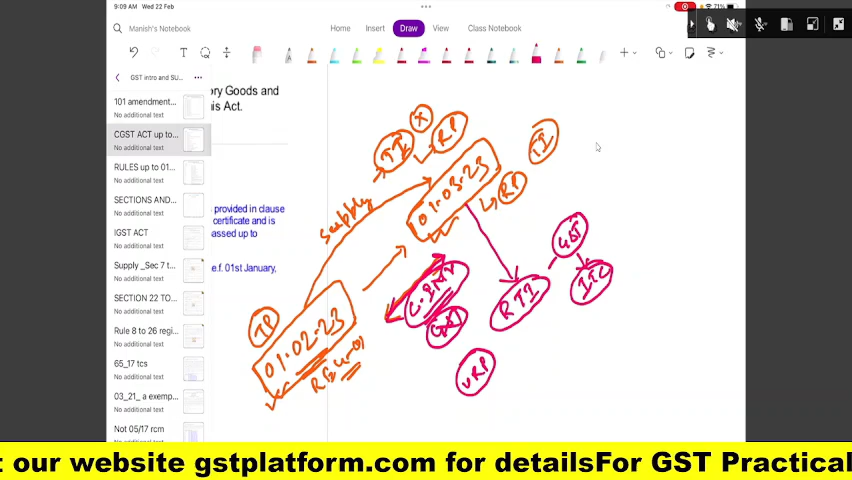 9:09 AM Wed 22 Feb
71%
Manish's Notebook
Home Insert Draw View Class Notebook
GST intro and SU...
101 amendment...
No additional text
CGST ACT up to...
No additional text
RULES up to 01...
No additional text
SECTIONS AND...
No additional text
IGST ACT
No additional text
Supply _Sec 7 t...
No additional text
SECTION 22 TO...
No additional text
Rule 8 to 26 regi...
No additional text
65_17 tcs
No additional text
03_21_ a exemp...
No additional text
Not 05/17 rcm
No additional text
ory Goods and
is Act.
provided in clause
certificate and is
assed up to
e.f. 01st January,
X
TI
RP
TI
01.03.23
RP
Supply
GST
ITC
C.INV
RTI
GST
TP
01.02.23
URP
t our website gstplatform.com for detailsFor GST Practical